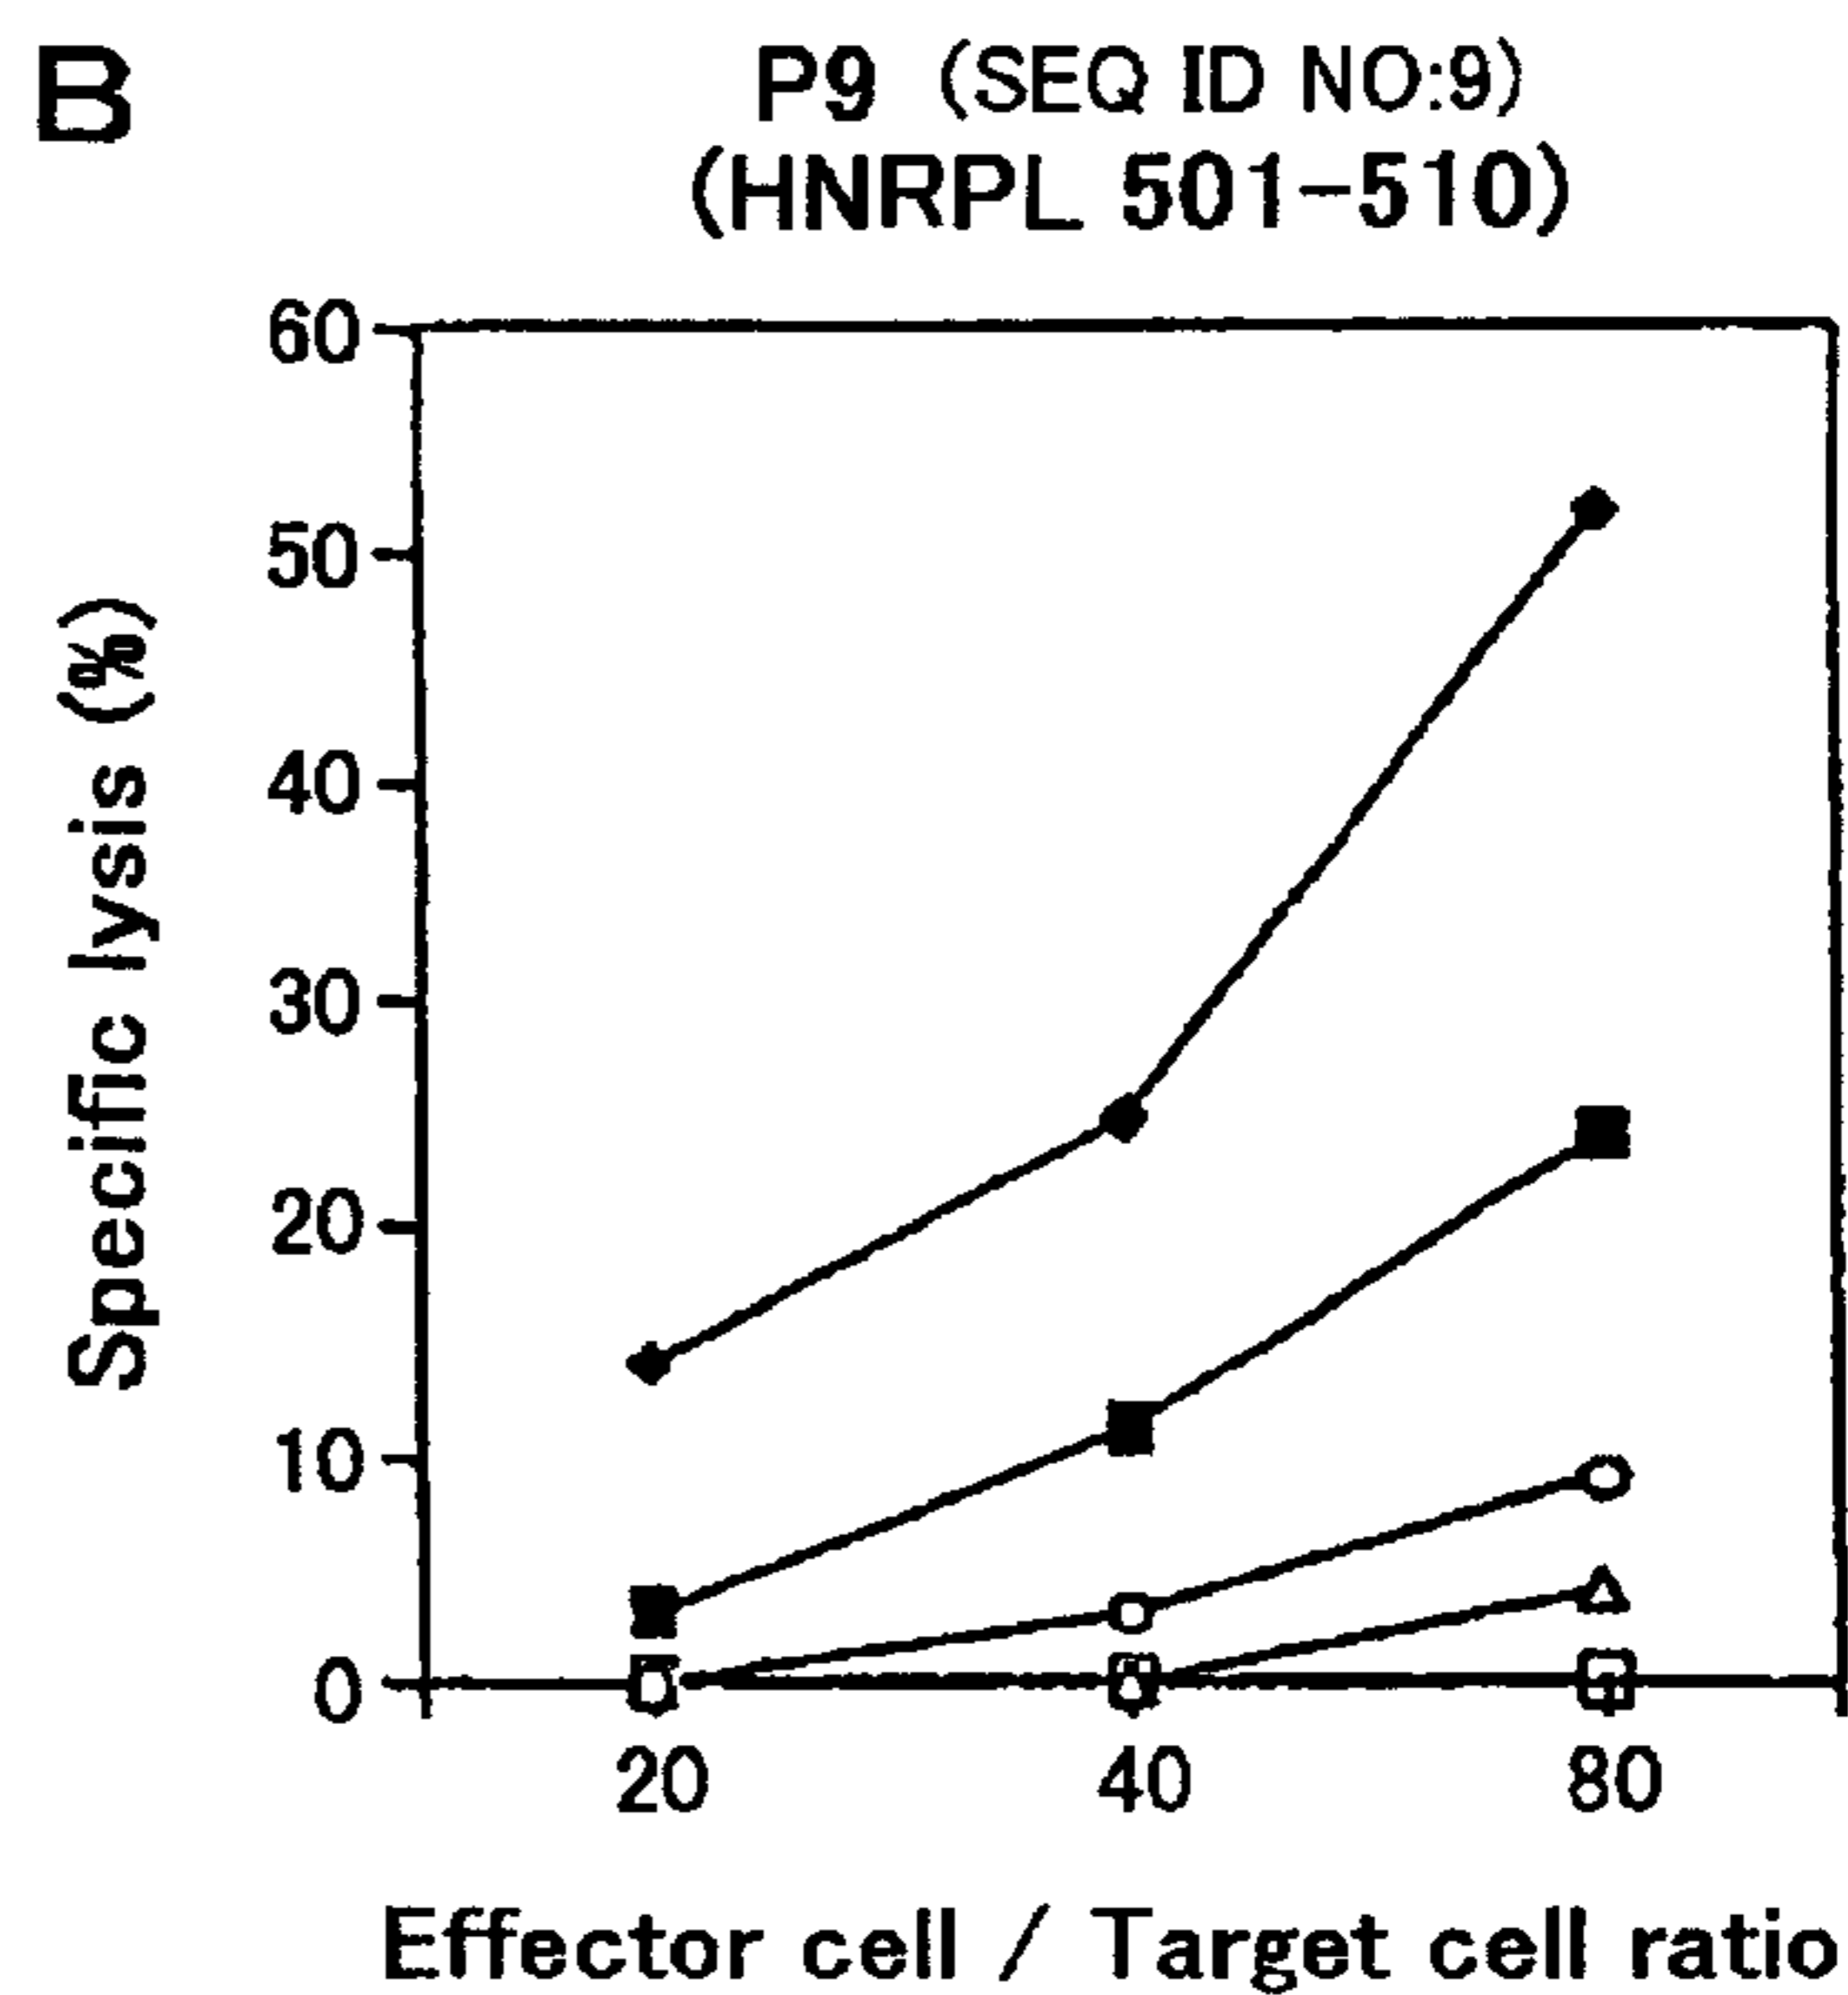 B
P9 (SEQ ID NO:9)
(HNRPL 501-510)
60
50
40
30
20
10
0
Specific lysis (%)
20 40 80
Effector cell / Target cell ratio